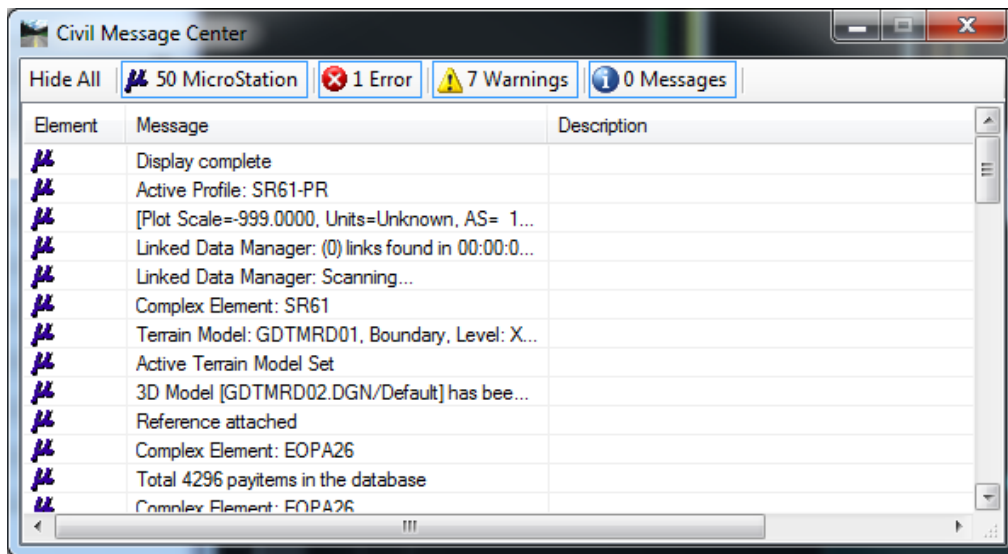 Civil Message Center
Hide All 50 MicroStation 1 Error 7 Warnings 0 Messages
Element Message Description
Display complete
Active Profile: SR61-PR
[Plot Scale=-999.0000, Units=Unknown, AS= 1...
Linked Data Manager: (0) links found in 00:00:0...
Linked Data Manager: Scanning...
Complex Element: SR61
Terrain Model: GDTMRD01, Boundary, Level: X...
Active Terrain Model Set
3D Model [GDTMRD02.DGN/Default] has bee...
Reference attached
Complex Element: EOPA26
Total 4296 payitems in the database
Complex Element: EOPA26